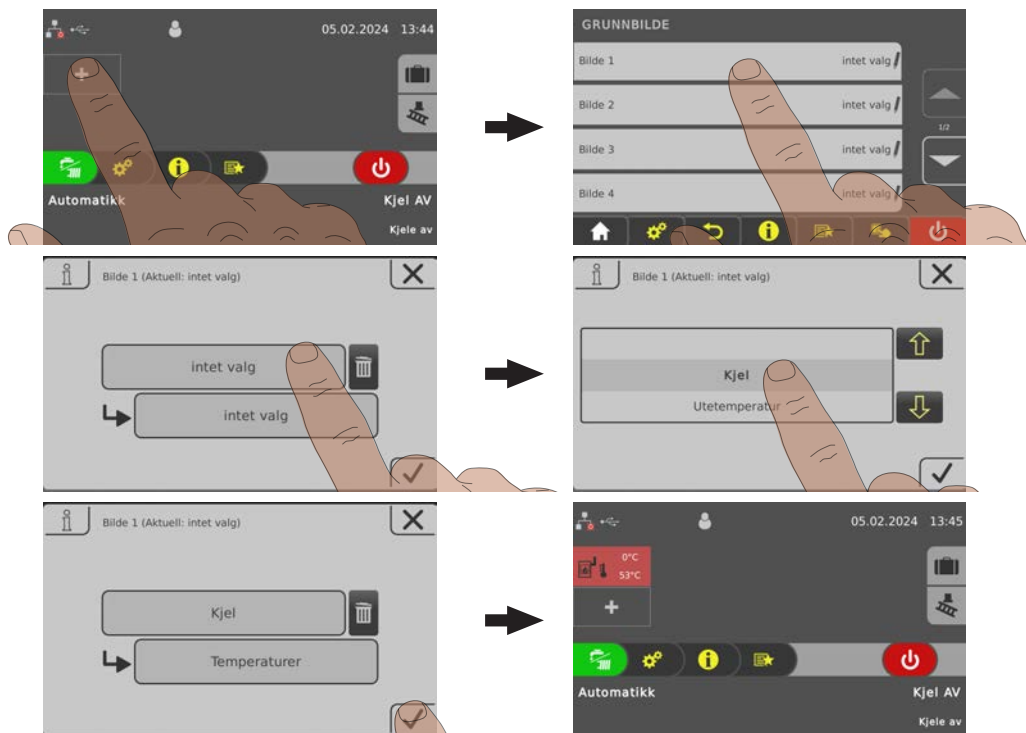 05.02.2024 13:44
+
Automatikk
Kjel AV
Kjele av
GRUNNBILDE
Bilde 1 intet valg
Bilde 2 intet valg
1/2
Bilde 3 intet valg
Bilde 4 intet valg
Bilde 1 (Aktuell: intet valg)
intet valg
intet valg
Bilde 1 (Aktuell: intet valg)
Kjel
Utetemperatur
Bilde 1 (Aktuell: intet valg)
Kjel
Temperaturer
05.02.2024 13:45
0°C
53°C
+
Automatikk
Kjel AV
Kjele av